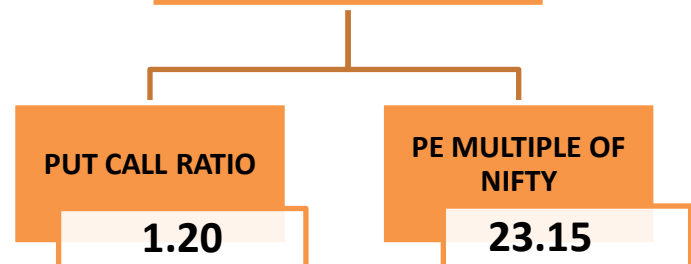 PUT CALL RATIO
1.20
PE MULTIPLE OF
NIFTY
23.15